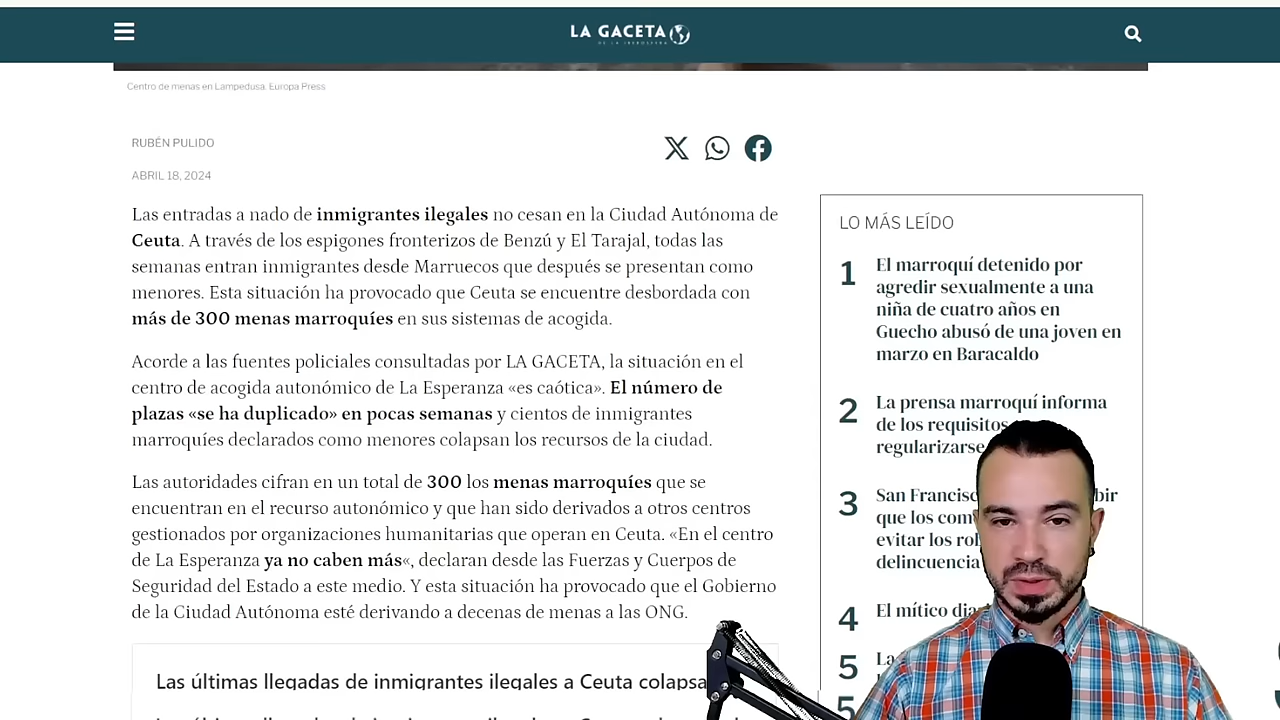 LA GACETA
DE LA IBEROSFERA
Centro de menas en Lampedusa. Europa Press
RUBÉN PULIDO
ABRIL 18, 2024
Las entradas a nado de inmigrantes ilegales no cesan en la Ciudad Autónoma de
Ceuta. A través de los espigones fronterizos de Benzú y El Tarajal, todas las
semanas entran inmigrantes desde Marruecos que después se presentan como
menores. Esta situación ha provocado que Ceuta se encuentre desbordada con
más de 300 menas marroquíes en sus sistemas de acogida.
Acorde a las fuentes policiales consultadas por LA GACETA, la situación en el
centro de acogida autonómico de La Esperanza «es caótica». El número de
plazas «se ha duplicado» en pocas semanas y cientos de inmigrantes
marroquíes declarados como menores colapsan los recursos de la ciudad.
Las autoridades cifran en un total de 300 los menas marroquíes que se
encuentran en el recurso autonómico y que han sido derivados a otros centros
gestionados por organizaciones humanitarias que operan en Ceuta. «En el centro
de La Esperanza ya no caben más«, declaran desde las Fuerzas y Cuerpos de
Seguridad del Estado a este medio. Y esta situación ha provocado que el Gobierno
de la Ciudad Autónoma esté derivando a decenas de menas a las ONG.
Las últimas llegadas de inmigrantes ilegales a Ceuta colapsa
LO MÁS LEÍDO
1 El marroquí detenido por
agredir sexualmente a una
niña de cuatro años en
Guecho abusó de una joven en
marzo en Baracaldo
2 La prensa marroquí informa
de los requisitos
regularizarse
3 San Francisc bir
que los com
evitar los ro
delincuencia
4 El mítico dia
5 La
5